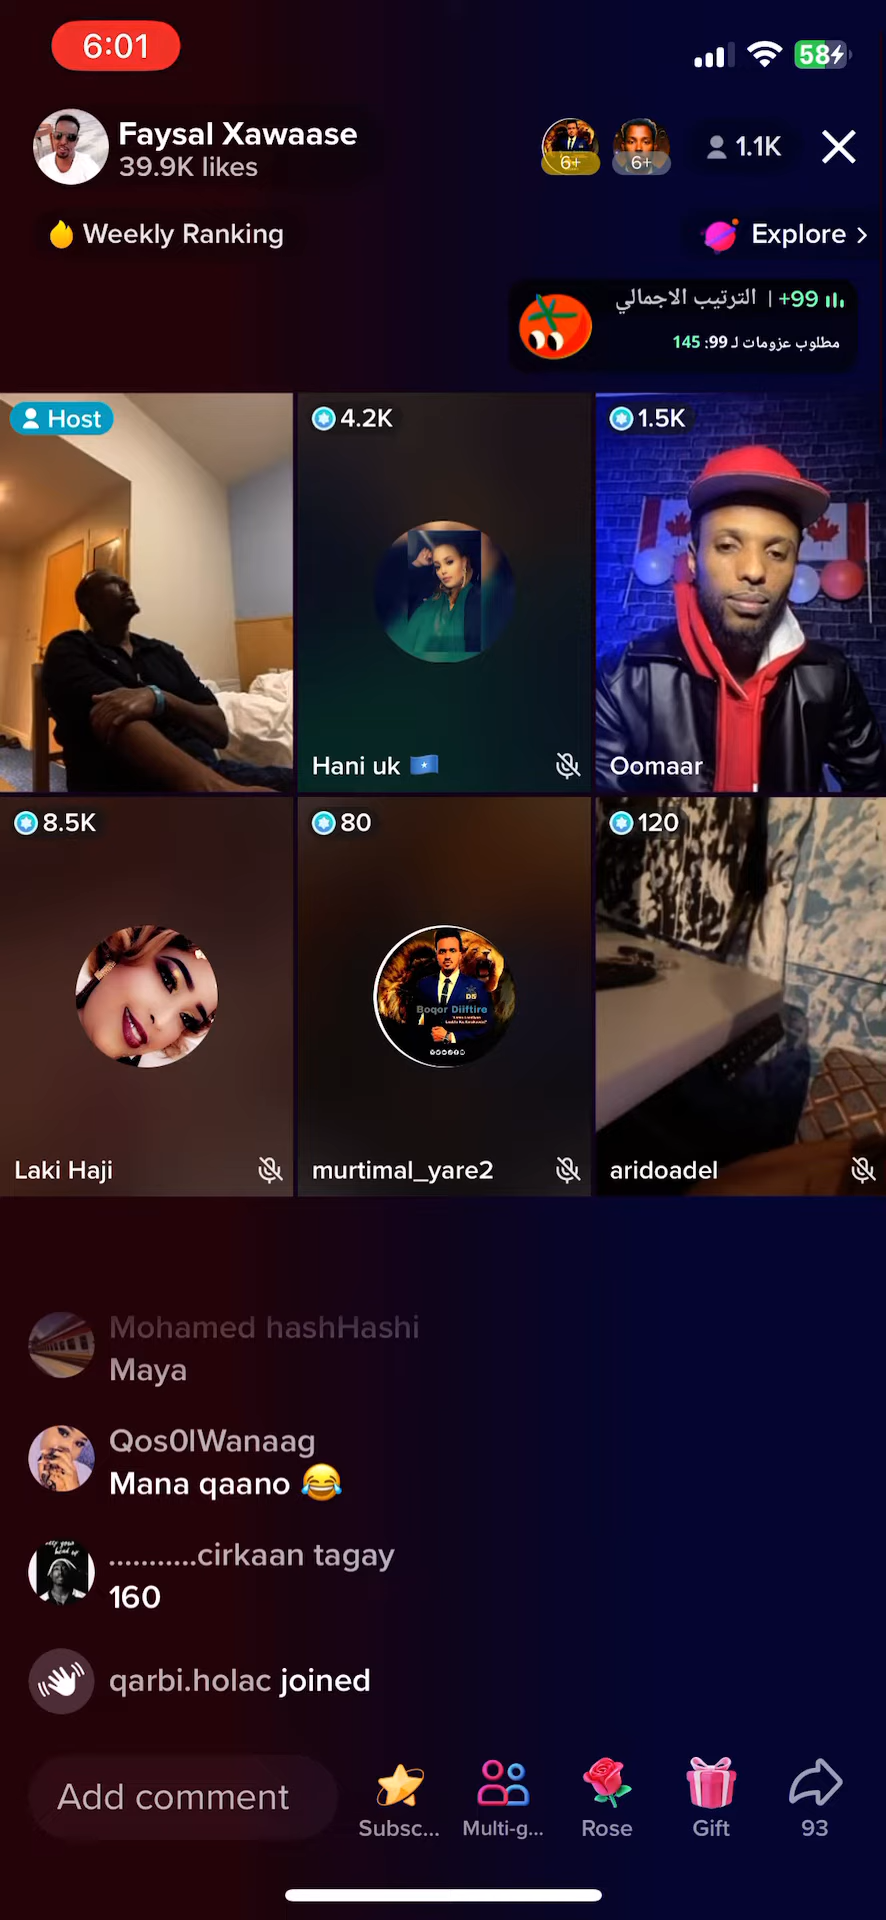 6:01
58
Faysal Xawaase
39.9K likes
6+
6+
1.1K
Weekly Ranking
Explore >
الترتيب الاجمالي | 99+
مطلوب عزومات لـ 99: 145
Host
4.2K
1.5K
Hani uk
Oomaar
8.5K
80
120
Boqor Diiftire
Laki Haji
murtimal_yare2
aridoadel
Mohamed hashHashi
Maya
Qos0lWanaag
Mana qaano 😂
...........cirkaan tagay
160
qarbi.holac joined
Add comment
Subsc...
Multi-g...
Rose
Gift
93